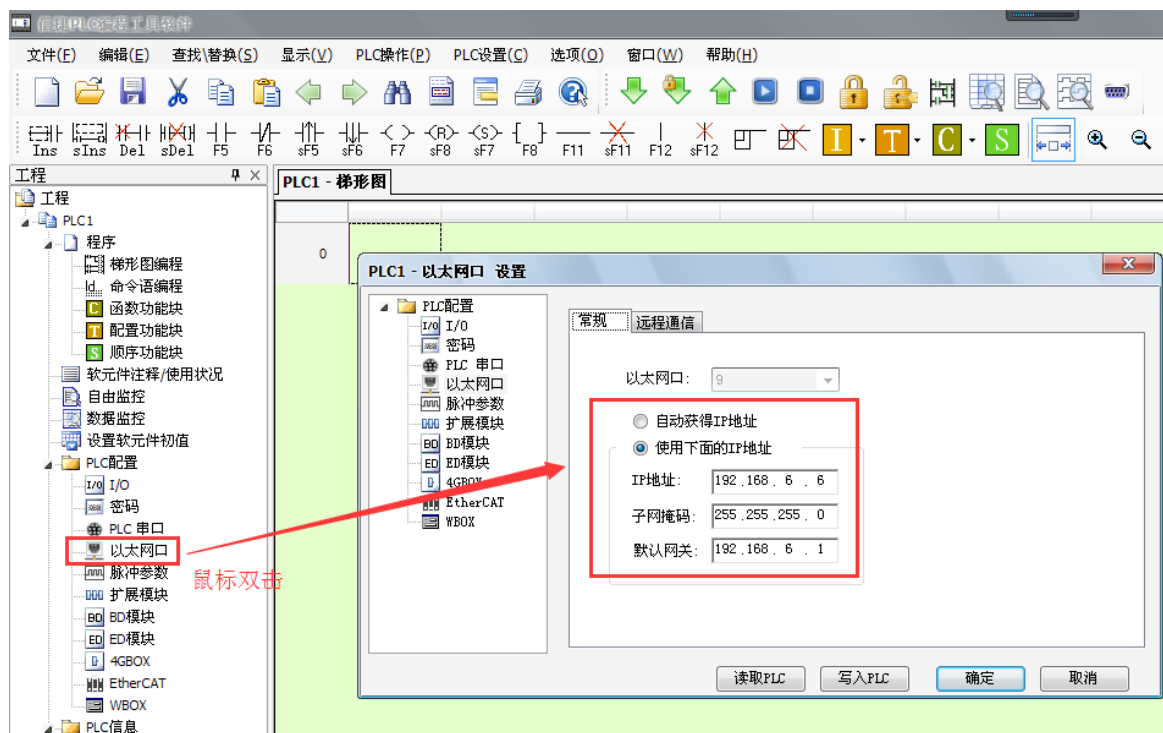 信捷PLC编程工具软件
文件(F) 编辑(E) 查找\替换(S) 显示(V) PLC操作(P) PLC设置(C) 选项(O) 窗口(W) 帮助(H)
Ins sIns Del sDel F5 F6 sF5 sF6 F7 sF8 sF7 F8 F11 sF11 F12 sF12 I T C S
工程
PLC1 - 梯形图
工程
PLC1
程序
梯形图编程
命令语编程
函数功能块
配置功能块
顺序功能块
软元件注释/使用状况
自由监控
数据监控
设置软元件初值
PLC配置
I/O
密码
PLC 串口
以太网口
脉冲参数
扩展模块
BD模块
ED模块
4GBOX
EtherCAT
WBOX
PLC信息
鼠标双击
0
PLC1 - 以太网口 设置
PLC配置
I/O
密码
PLC 串口
以太网口
脉冲参数
扩展模块
BD模块
ED模块
4GBOX
EtherCAT
WBOX
常规 远程通信
以太网口: 9
自动获得IP地址
使用下面的IP地址
IP地址: 192 .168 . 6 . 6
子网掩码: 255 .255 .255 . 0
默认网关: 192 .168 . 6 . 1
读取PLC 写入PLC 确定 取消